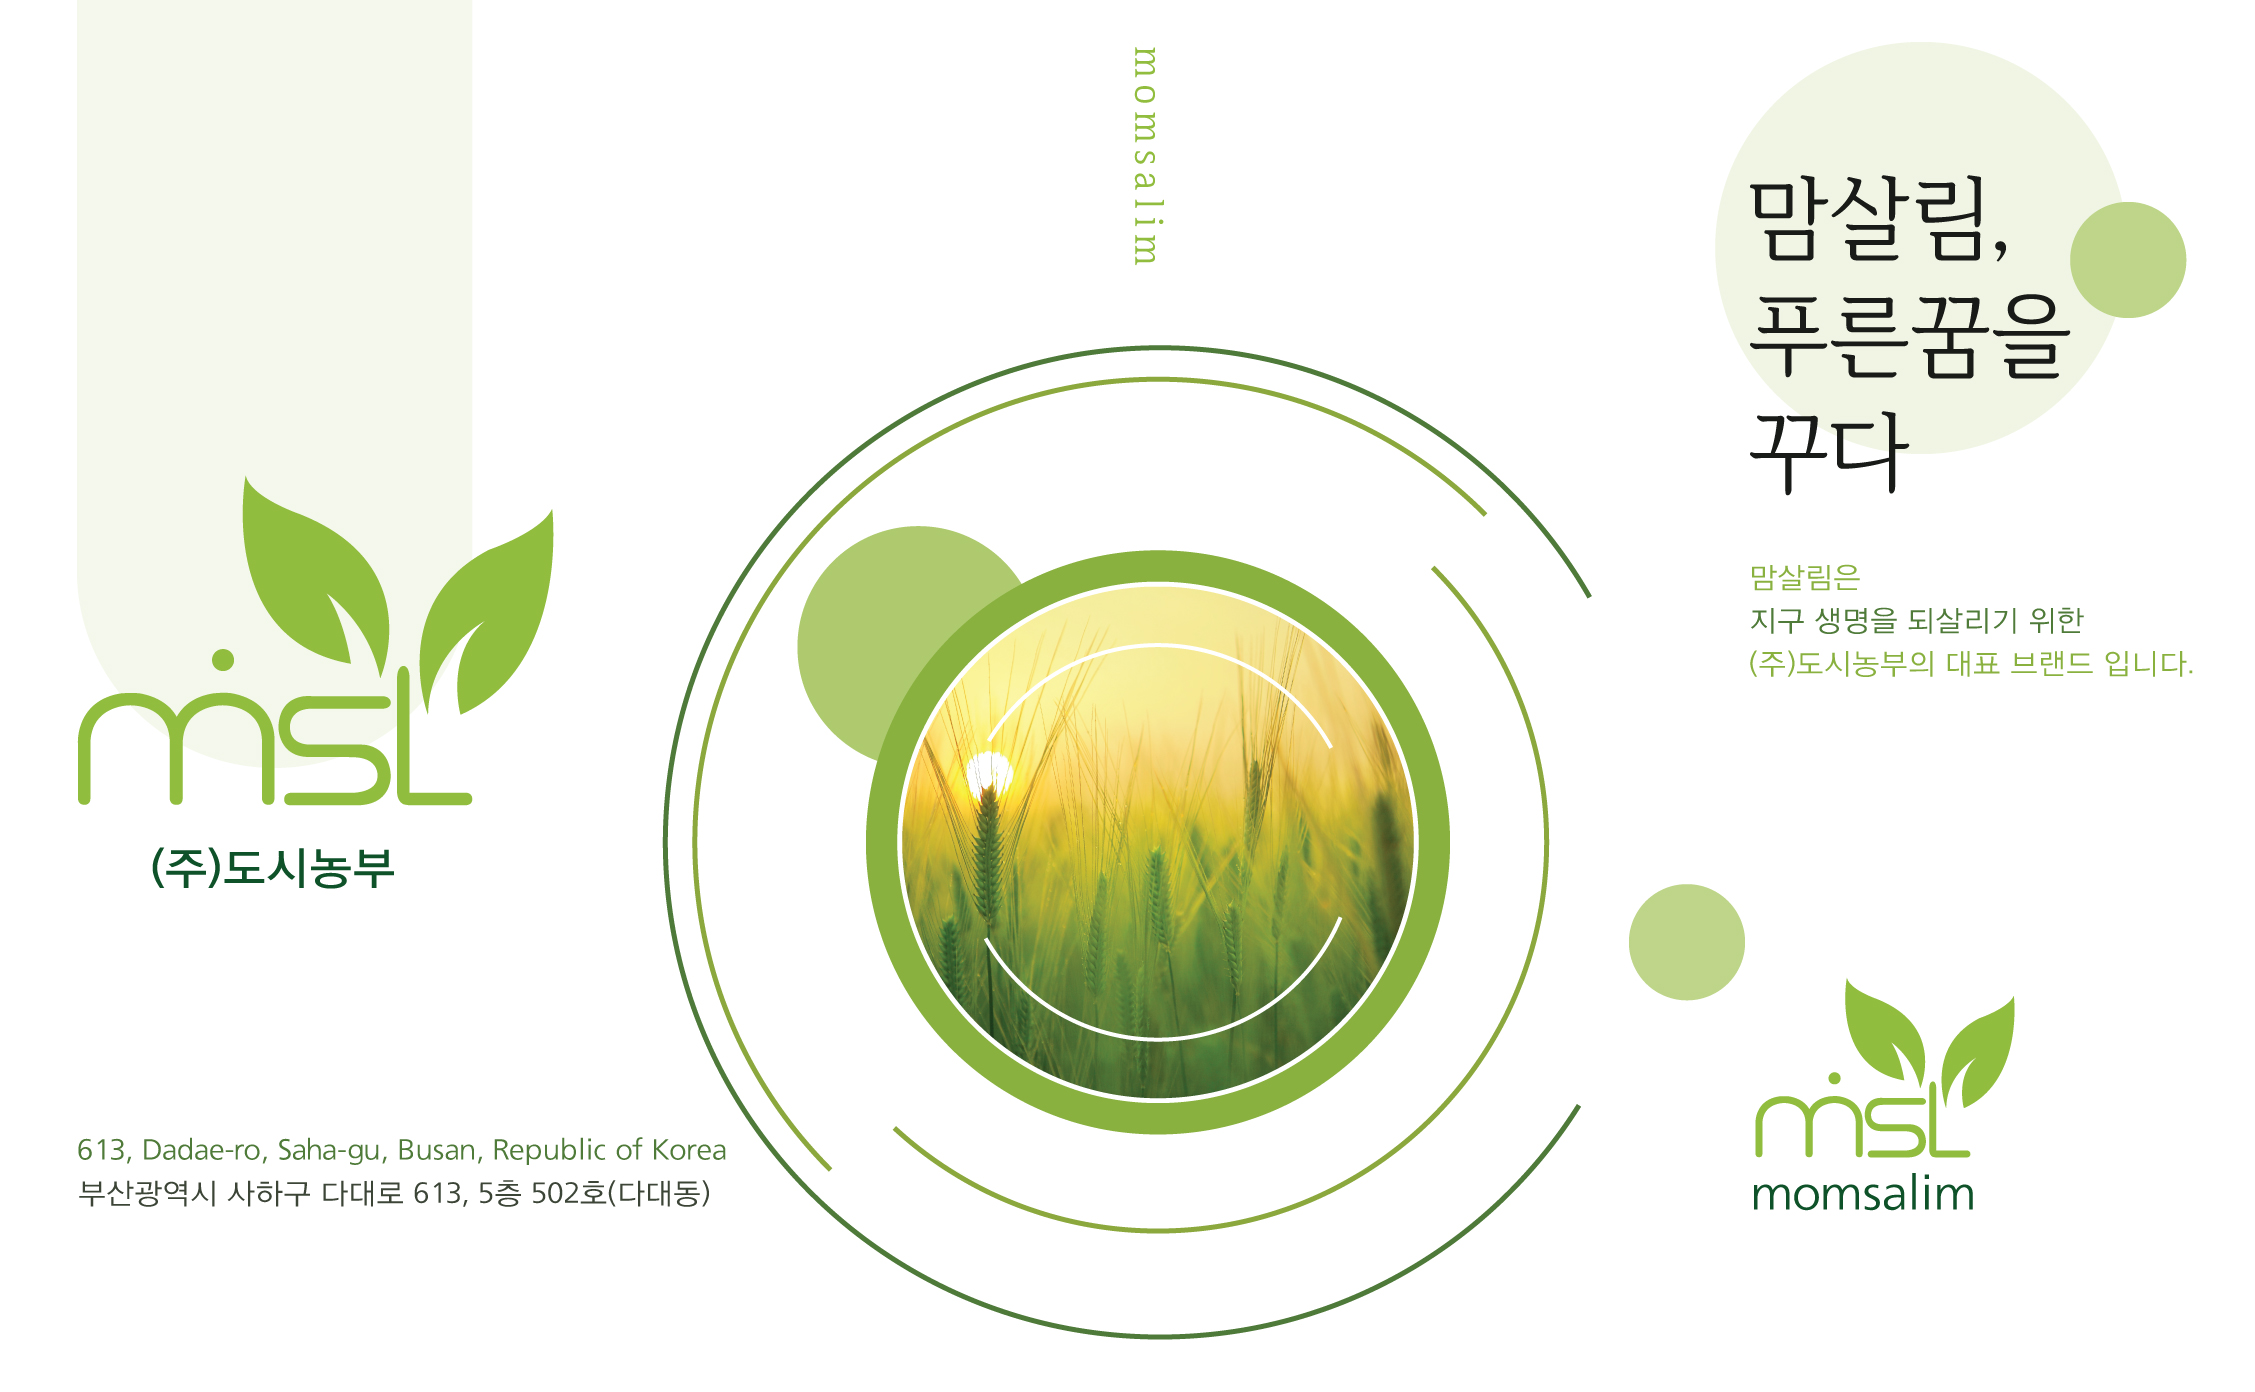 momsalim
맘살림,
푸른꿈을
꾸다
맘살림은
지구 생명을 되살리기 위한
(주)도시농부의 대표 브랜드 입니다.
msl
(주)도시농부
613, Dadae-ro, Saha-gu, Busan, Republic of Korea
부산광역시 사하구 다대로 613, 5층 502호(다대동)
msl
momsalim